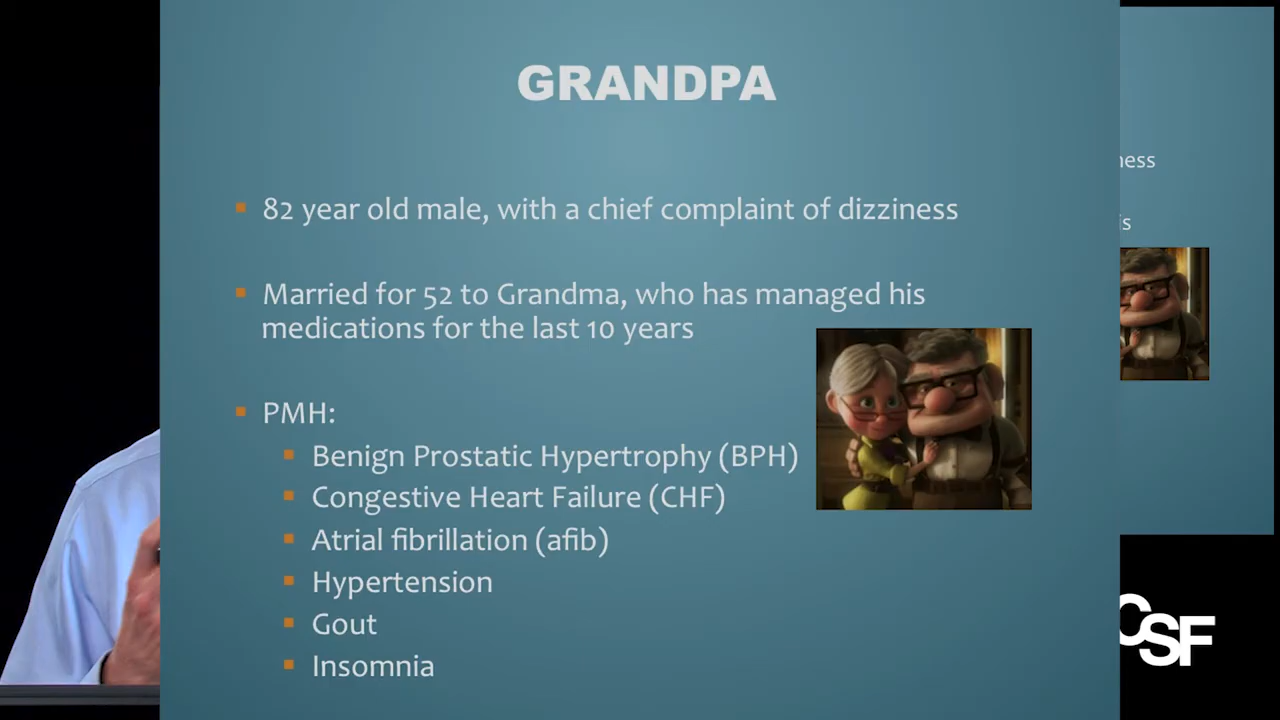 GRANDPA
82 year old male, with a chief complaint of dizziness
Married for 52 to Grandma, who has managed his
medications for the last 10 years
PMH:
Benign Prostatic Hypertrophy (BPH)
Congestive Heart Failure (CHF)
Atrial fibrillation (afib)
Hypertension
Gout
Insomnia
ness
is
CSF